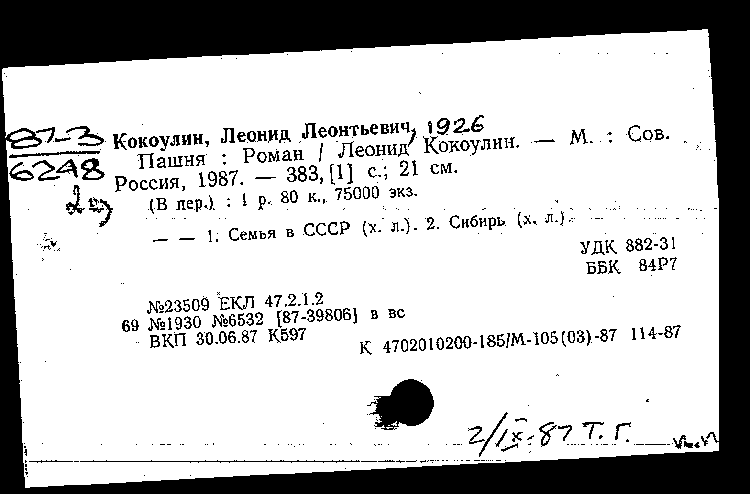 87-3
6248
Кокоулин, Леонид Леонтьевич, 1926
Пашня : Роман / Леонид Кокоулин. — М. : Сов.
Россия, 1987. — 383, [1] с.; 21 см.
(В пер.) : 1 р. 80 к., 75000 экз.
— — 1. Семья в СССР (х. л.). 2. Сибирь (х. л.).
УДК 882-31
ББК 84Р7
№23509 ЕКЛ 47.2.1.2
69 №1930 №6532 [87-39806] в вс
ВКП 30.06.87 К597
К 4702010200-185/М-105(03)-87 114-87
2/IX-87 Т. Г.